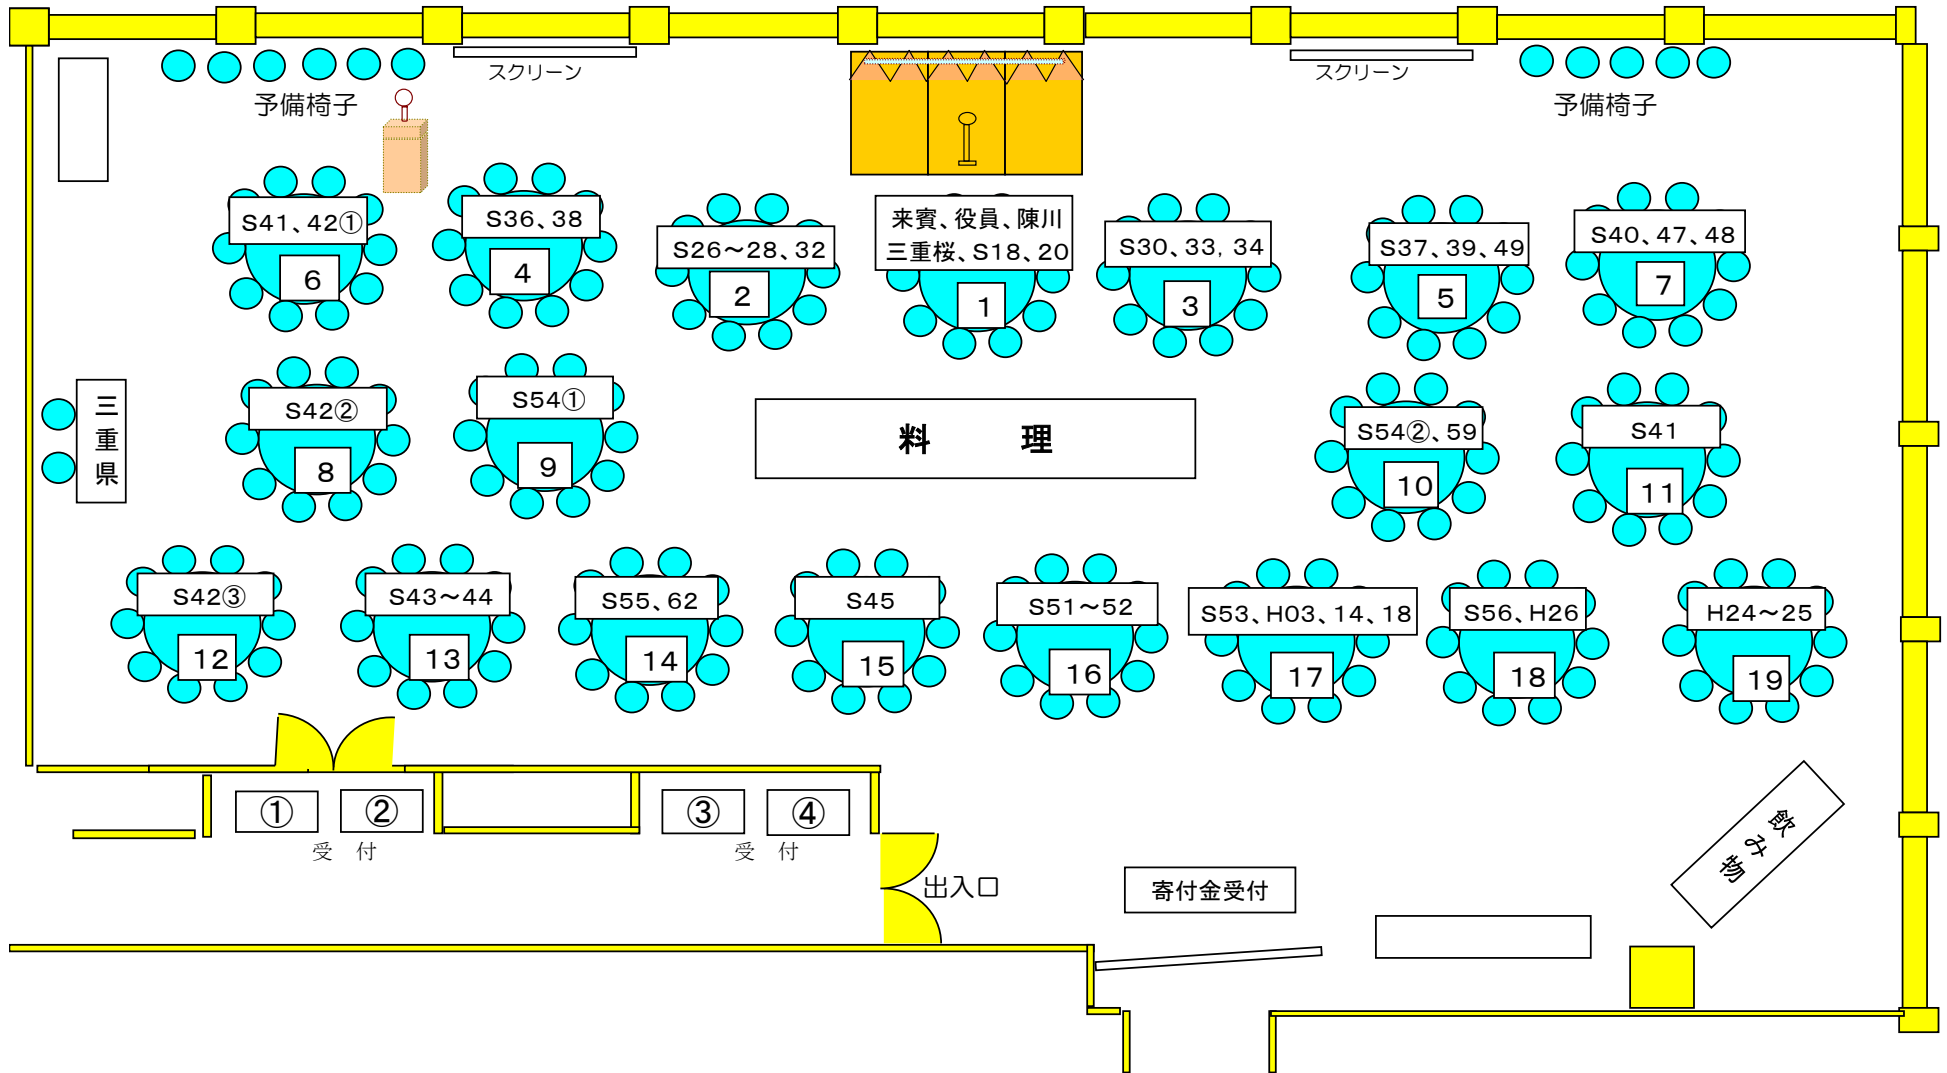 スクリーン
スクリーン
予備椅子
予備椅子
S41、42①
6
S36、38
4
S26～28、32
2
来賓、役員、陳川
三重桜、S18、20
1
S30、33，34
3
S37、39、49
5
S40、47、48
7
三重県
S42②
8
S54①
9
料　理
S54②、59
10
S41
11
S42③
12
S43～44
13
S55、62
14
S45
15
S51～52
16
S53、H03、14、18
17
S56、H26
18
H24～25
19
①
②
③
④
受　付
受　付
出入口
寄付金受付
飲み物